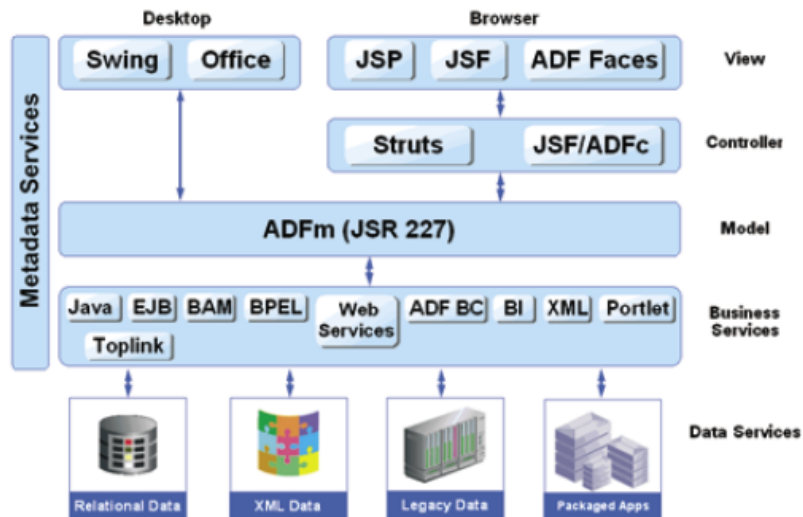 Desktop
Browser
Swing
Office
JSP
JSF
ADF Faces
View
Struts
JSF/ADFc
Controller
Metadata Services
ADFm (JSR 227)
Model
Java
EJB
BAM
BPEL
Web
Services
ADF BC
BI
XML
Portlet
Toplink
Business
Services
Data Services
Relational Data
XML Data
Legacy Data
Packaged Apps